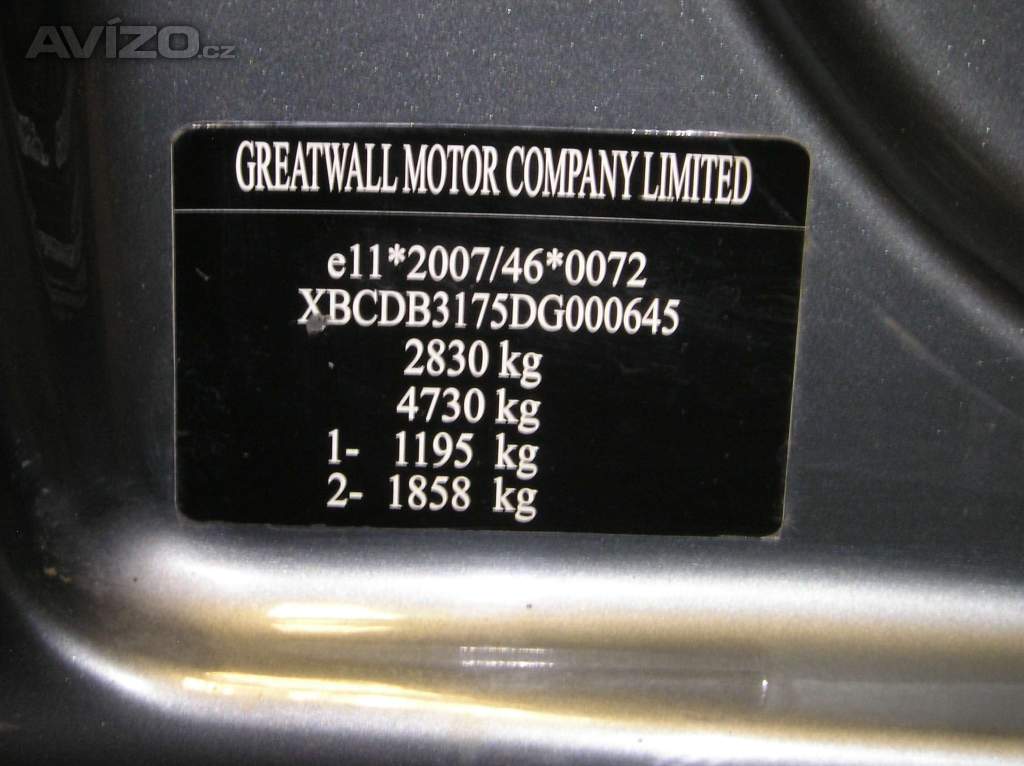 AVÍZO.cz
GREATWALL MOTOR COMPANY LIMITED
e11*2007/46*0072
XBCDB3175DG000645
2830 kg
4730 kg
1- 1195 kg
2- 1858 kg